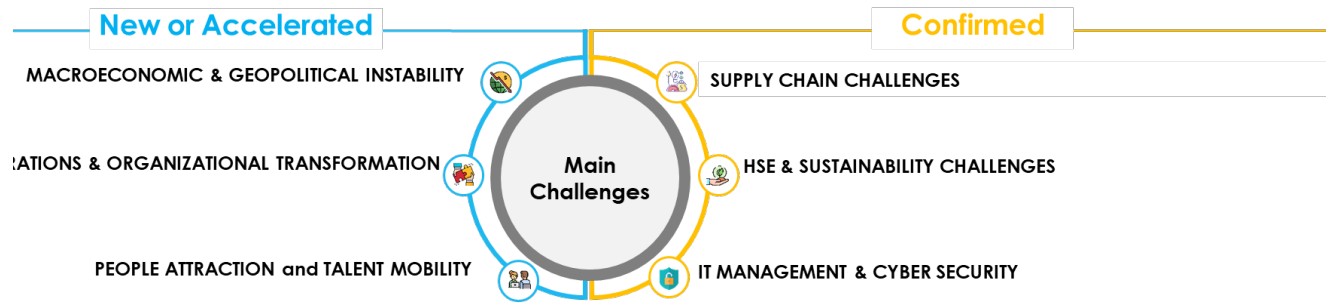 New or Accelerated
Confirmed
MACROECONOMIC & GEOPOLITICAL INSTABILITY
SUPPLY CHAIN CHALLENGES
& ORGANIZATIONAL TRANSFORMATION
HSE & SUSTAINABILITY CHALLENGES
Main
Challenges
PEOPLE ATTRACTION and TALENT MOBILITY
IT MANAGEMENT & CYBER SECURITY